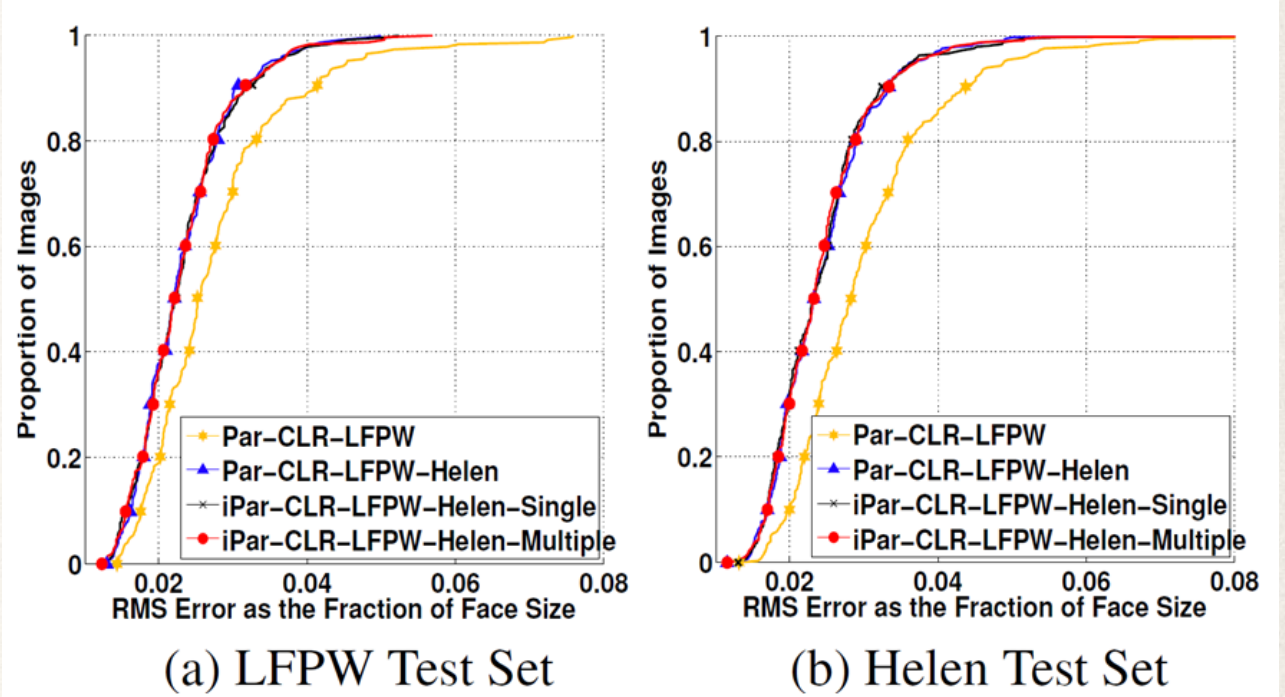 1
0.8
0.6
0.4
0.2
0
Proportion of Images
Par-CLR-LFPW
Par-CLR-LFPW-Helen
iPar-CLR-LFPW-Helen-Single
iPar-CLR-LFPW-Helen-Multiple
0.02 0.04 0.06 0.08
RMS Error as the Fraction of Face Size
(a) LFPW Test Set
1
0.8
0.6
0.4
0.2
0
Proportion of Images
Par-CLR-LFPW
Par-CLR-LFPW-Helen
iPar-CLR-LFPW-Helen-Single
iPar-CLR-LFPW-Helen-Multiple
0.02 0.04 0.06 0.08
RMS Error as the Fraction of Face Size
(b) Helen Test Set